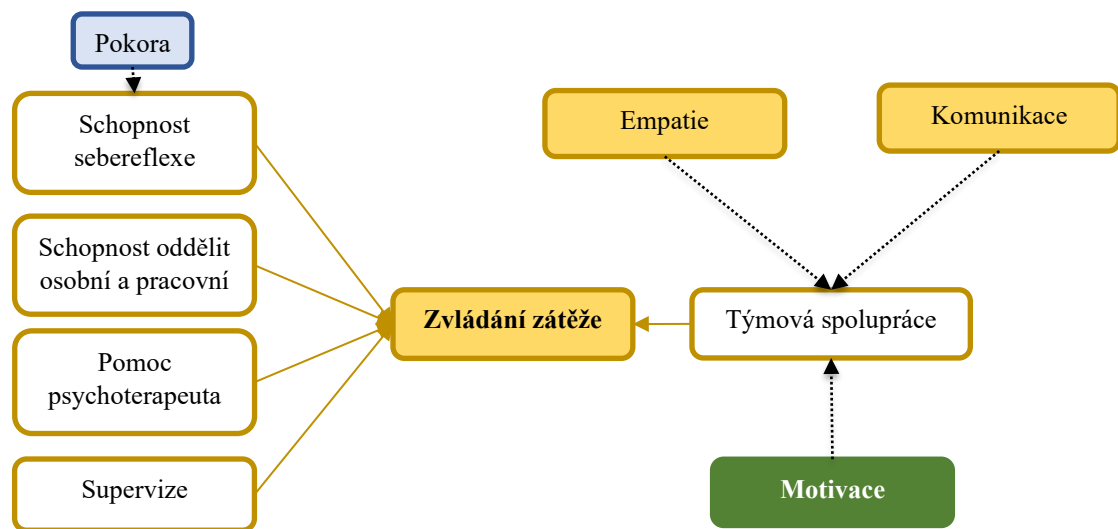 Pokora
Schopnost
sebereflexe
Schopnost oddělit
osobní a pracovní
Pomoc
psychoterapeuta
Supervize
Zvládání zátěže
Empatie
Komunikace
Týmová spolupráce
Motivace